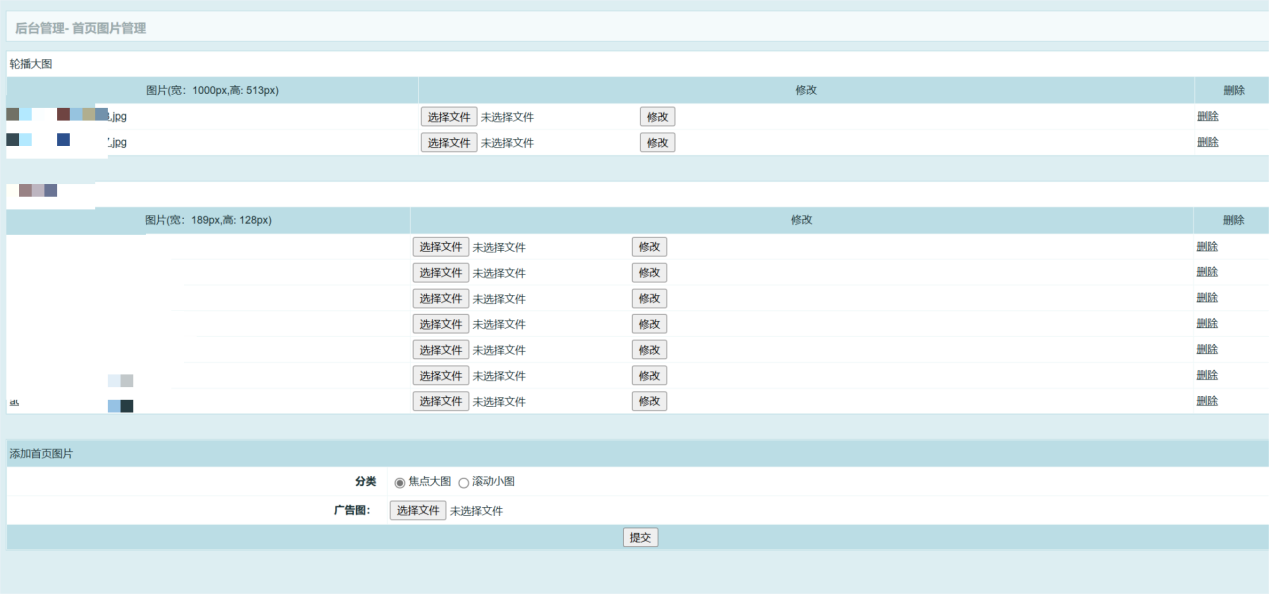 后台管理- 首页图片管理
轮播大图
图片(宽：1000px,高: 513px) 修改 删除
.jpg 选择文件 未选择文件 修改 删除
.jpg 选择文件 未选择文件 修改 删除
图片(宽：189px,高: 128px) 修改 删除
选择文件 未选择文件 修改 删除
选择文件 未选择文件 修改 删除
选择文件 未选择文件 修改 删除
选择文件 未选择文件 修改 删除
选择文件 未选择文件 修改 删除
选择文件 未选择文件 修改 删除
选择文件 未选择文件 修改 删除
添加首页图片
分类 焦点大图 滚动小图
广告图： 选择文件 未选择文件
提交